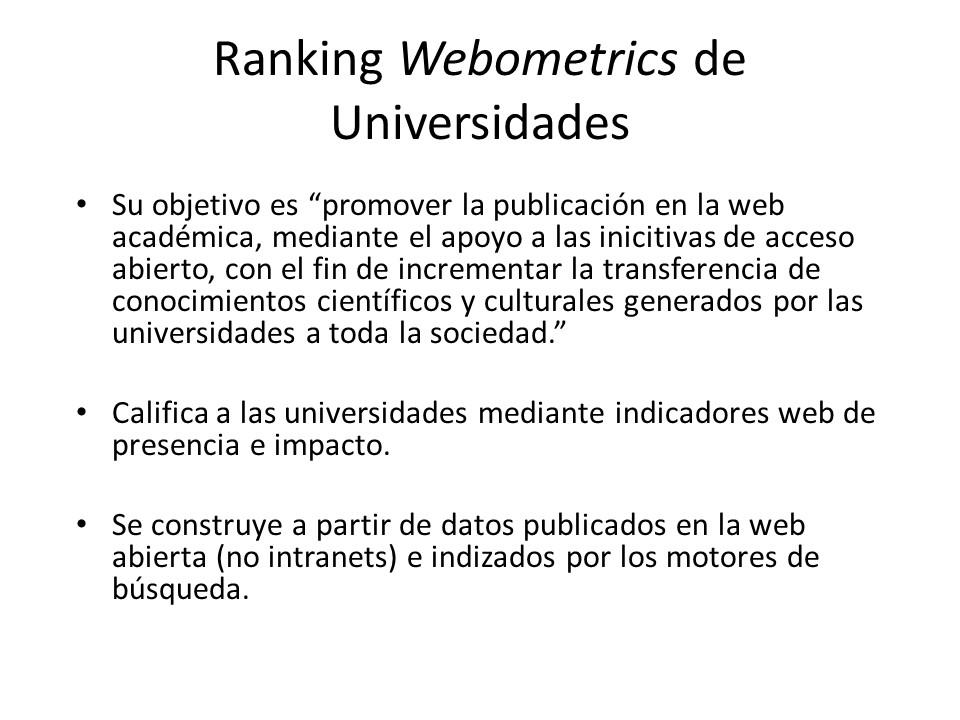 Ranking Webometrics de
Universidades
• Su objetivo es “promover la publicación en la web
académica, mediante el apoyo a las inicitivas de acceso
abierto, con el fin de incrementar la transferencia de
conocimientos científicos y culturales generados por las
universidades a toda la sociedad.”
• Califica a las universidades mediante indicadores web de
presencia e impacto.
• Se construye a partir de datos publicados en la web
abierta (no intranets) e indizados por los motores de
búsqueda.